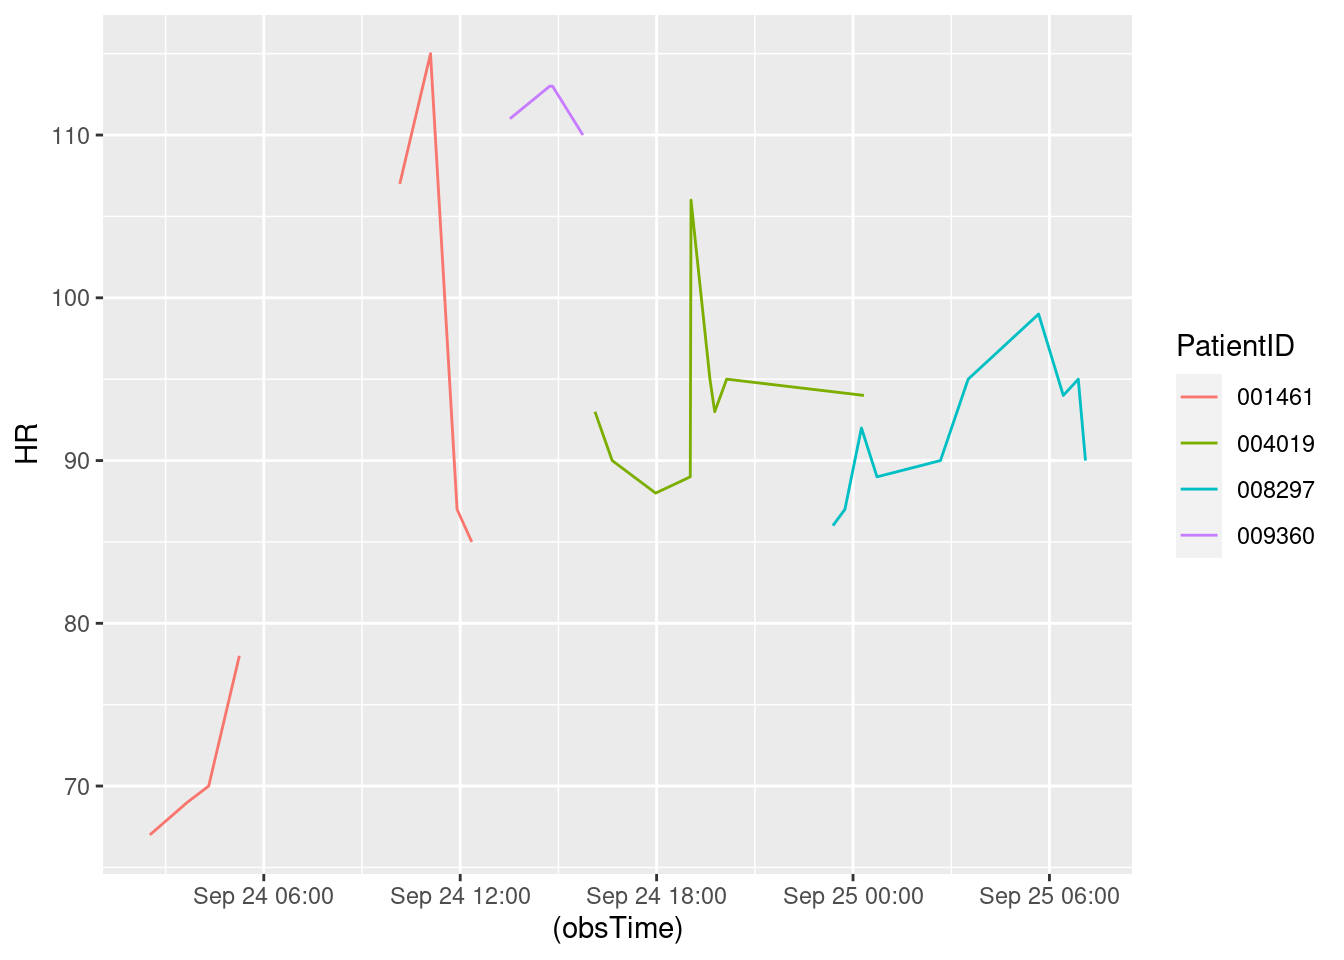 110
100
90
80
70
HR
Sep 24 06:00
Sep 24 12:00
Sep 24 18:00
Sep 25 00:00
Sep 25 06:00
(obsTime)
PatientID
001461
004019
008297
009360